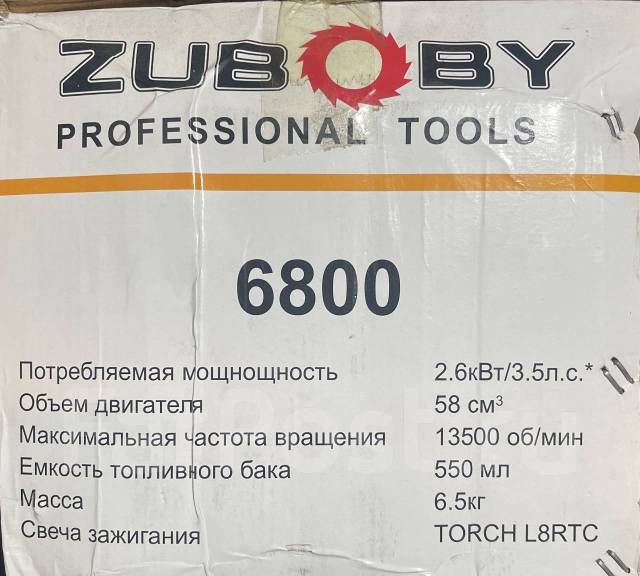 ZUBOBY
PROFESSIONAL TOOLS
6800
Потребляемая мощнощность 2.6кВт/3.5л.с.*
Объем двигателя 58 см³
Максимальная частота вращения 13500 об/мин
Емкость топливного бака 550 мл
Масса 6.5кг
Свеча зажигания TORCH L8RTC